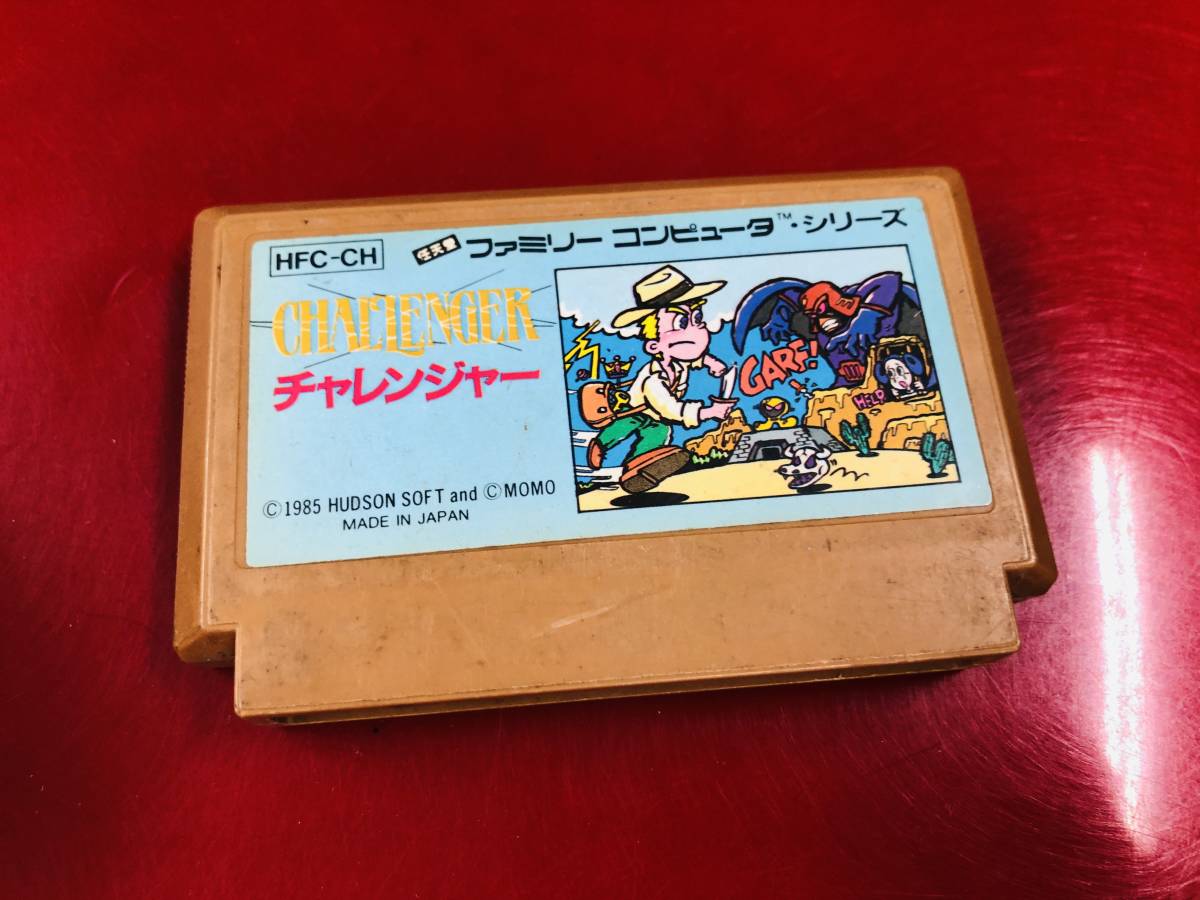 HFC-CH
任天堂 ファミリー コンピュータ™・シリーズ
CHALLENGER
チャレンジャー
GARF!
HELP
©1985 HUDSON SOFT and ©MOMO
MADE IN JAPAN